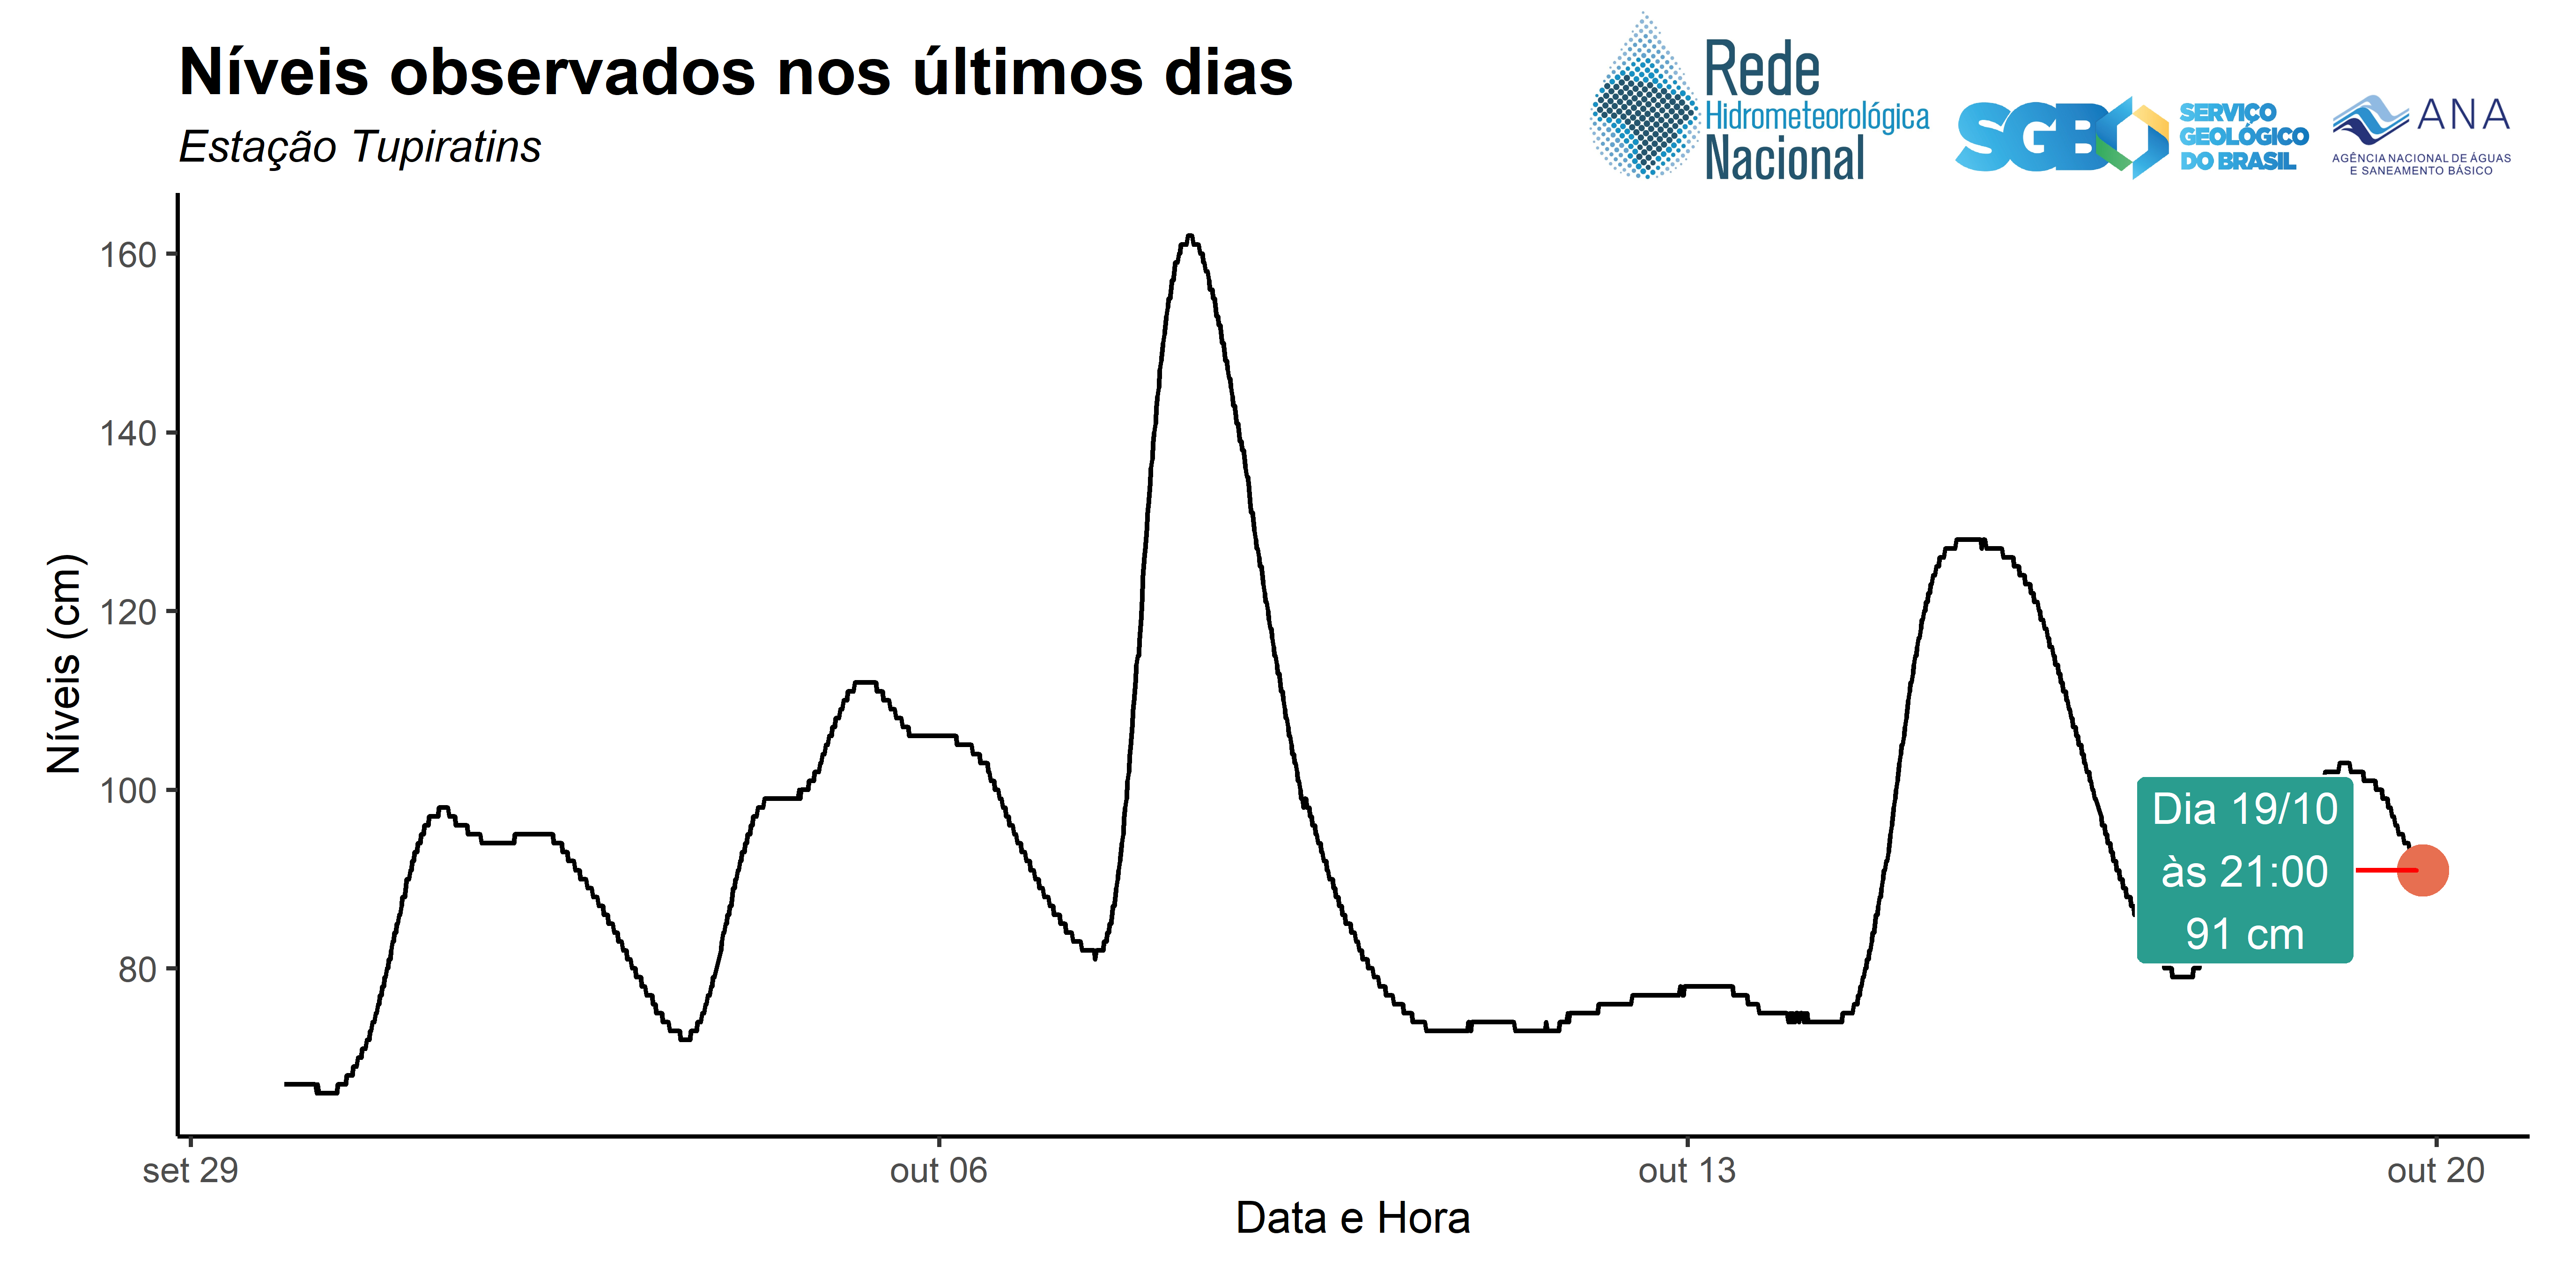 Níveis observados nos últimos dias
Estação Tupiratins
Rede
Hidrometeorológica
Nacional
SGB
SERVIÇO
GEOLÓGICO
DO BRASIL
ANA
AGÊNCIA NACIONAL DE ÁGUAS
E SANEAMENTO BÁSICO
Níveis (cm)
160
140
120
100
80
Dia 19/10
às 21:00
91 cm
set 29
out 06
out 13
out 20
Data e Hora